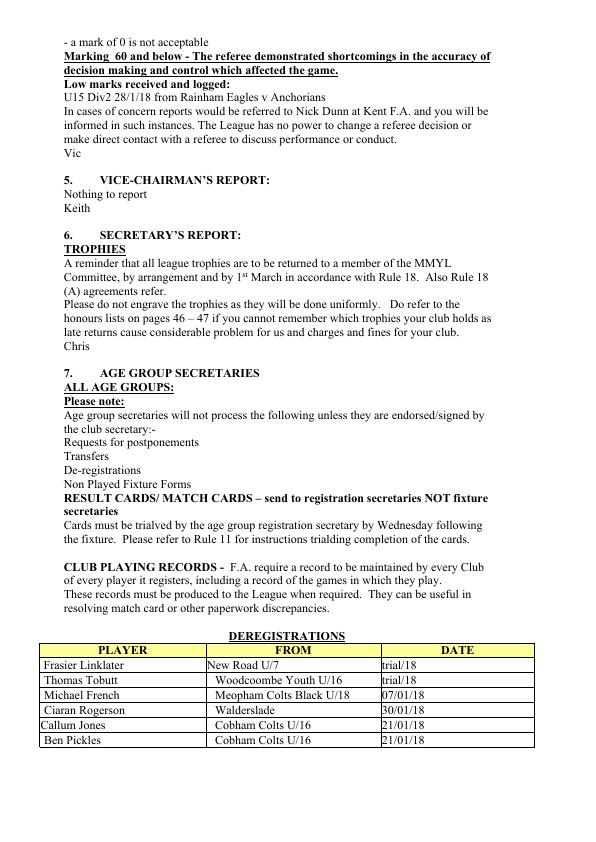 - a mark of 0 is not acceptable
Marking  60 and below - The referee demonstrated shortcomings in the accuracy of
decision making and control which affected the game.
Low marks received and logged:
U15 Div2 28/1/18 from Rainham Eagles v Anchorians
In cases of concern reports would be referred to Nick Dunn at Kent F.A. and you will be
informed in such instances. The League has no power to change a referee decision or
make direct contact with a referee to discuss performance or conduct.
Vic
5. VICE-CHAIRMAN'S REPORT:
Nothing to report
Keith
6. SECRETARY'S REPORT:
TROPHIES
A reminder that all league trophies are to be returned to a member of the MMYL
Committee, by arrangement and by 1st March in accordance with Rule 18.  Also Rule 18
(A) agreements refer.
Please do not engrave the trophies as they will be done uniformly.   Do refer to the
honours lists on pages 46 – 47 if you cannot remember which trophies your club holds as
late returns cause considerable problem for us and charges and fines for your club.
Chris
7. AGE GROUP SECRETARIES
ALL AGE GROUPS:
Please note:
Age group secretaries will not process the following unless they are endorsed/signed by
the club secretary:-
Requests for postponements
Transfers
De-registrations
Non Played Fixture Forms
RESULT CARDS/ MATCH CARDS – send to registration secretaries NOT fixture
secretaries
Cards must be trialved by the age group registration secretary by Wednesday following
the fixture.  Please refer to Rule 11 for instructions trialding completion of the cards.
CLUB PLAYING RECORDS -  F.A. require a record to be maintained by every Club
of every player it registers, including a record of the games in which they play.
These records must be produced to the League when required.  They can be useful in
resolving match card or other paperwork discrepancies.
DEREGISTRATIONS
PLAYER FROM DATE
Frasier Linklater New Road U/7 trial/18
Thomas Tobutt Woodcoombe Youth U/16 trial/18
Michael French Meopham Colts Black U/18 07/01/18
Ciaran Rogerson Walderslade 30/01/18
Callum Jones Cobham Colts U/16 21/01/18
Ben Pickles Cobham Colts U/16 21/01/18